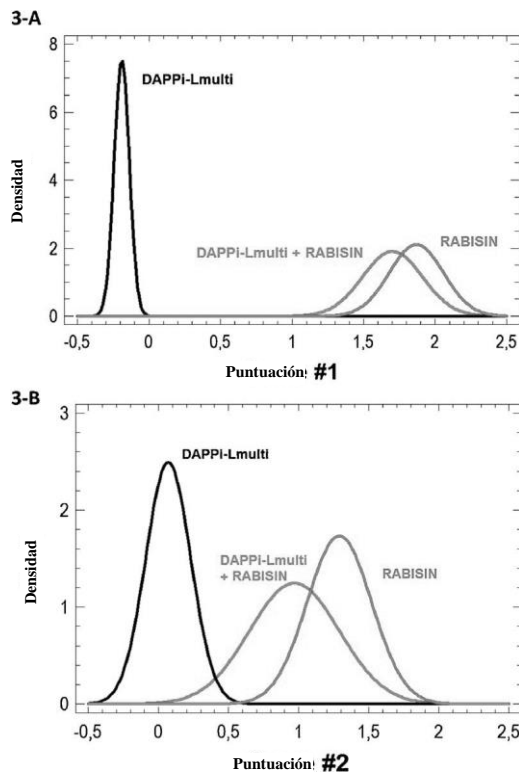 3-A
8
6
4
2
0
Densidad
DAPPi-Lmulti
DAPPi-Lmulti + RABISIN
RABISIN
-0,5 0 0,5 1 1,5 2 2,5
Puntuación: #1
3-B
3
2
1
0
Densidad
DAPPi-Lmulti
DAPPi-Lmulti
+ RABISIN
RABISIN
-0,5 0 0,5 1 1,5 2 2,5
Puntuación: #2